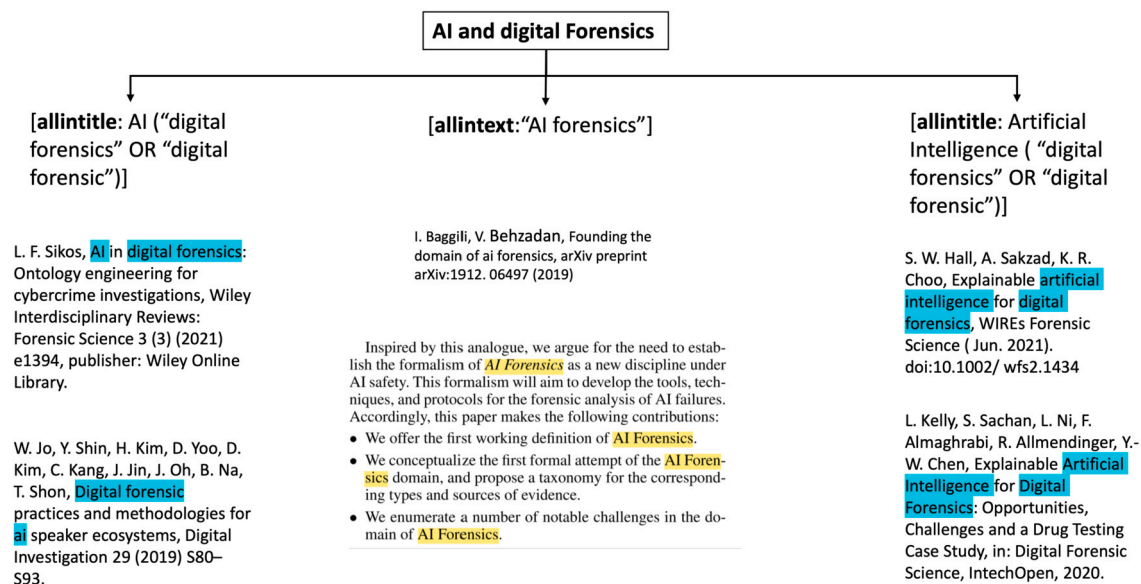 AI and digital Forensics
[allintitle: AI (“digital
forensics” OR “digital
forensic”)]
L. F. Sikos, AI in digital forensics:
Ontology engineering for
cybercrime investigations, Wiley
Interdisciplinary Reviews:
Forensic Science 3 (3) (2021)
e1394, publisher: Wiley Online
Library.
W. Jo, Y. Shin, H. Kim, D. Yoo, D.
Kim, C. Kang, J. Jin, J. Oh, B. Na,
T. Shon, Digital forensic
practices and methodologies for
ai speaker ecosystems, Digital
Investigation 29 (2019) S80–
S93.
[allintext:“AI forensics”]
I. Baggili, V. Behzadan, Founding the
domain of ai forensics, arXiv preprint
arXiv:1912. 06497 (2019)
Inspired by this analogue, we argue for the need to estab-
lish the formalism of AI Forensics as a new discipline under
AI safety. This formalism will aim to develop the tools, tech-
niques, and protocols for the forensic analysis of AI failures.
Accordingly, this paper makes the following contributions:
• We offer the first working definition of AI Forensics.
• We conceptualize the first formal attempt of the AI Foren-
sics domain, and propose a taxonomy for the correspond-
ing types and sources of evidence.
• We enumerate a number of notable challenges in the do-
main of AI Forensics.
[allintitle: Artificial
Intelligence ( “digital
forensics” OR “digital
forensic”)]
S. W. Hall, A. Sakzad, K. R.
Choo, Explainable artificial
intelligence for digital
forensics, WIREs Forensic
Science ( Jun. 2021).
doi:10.1002/ wfs2.1434
L. Kelly, S. Sachan, L. Ni, F.
Almaghrabi, R. Allmendinger, Y.-
W. Chen, Explainable Artificial
Intelligence for Digital
Forensics: Opportunities,
Challenges and a Drug Testing
Case Study, in: Digital Forensic
Science, IntechOpen, 2020.